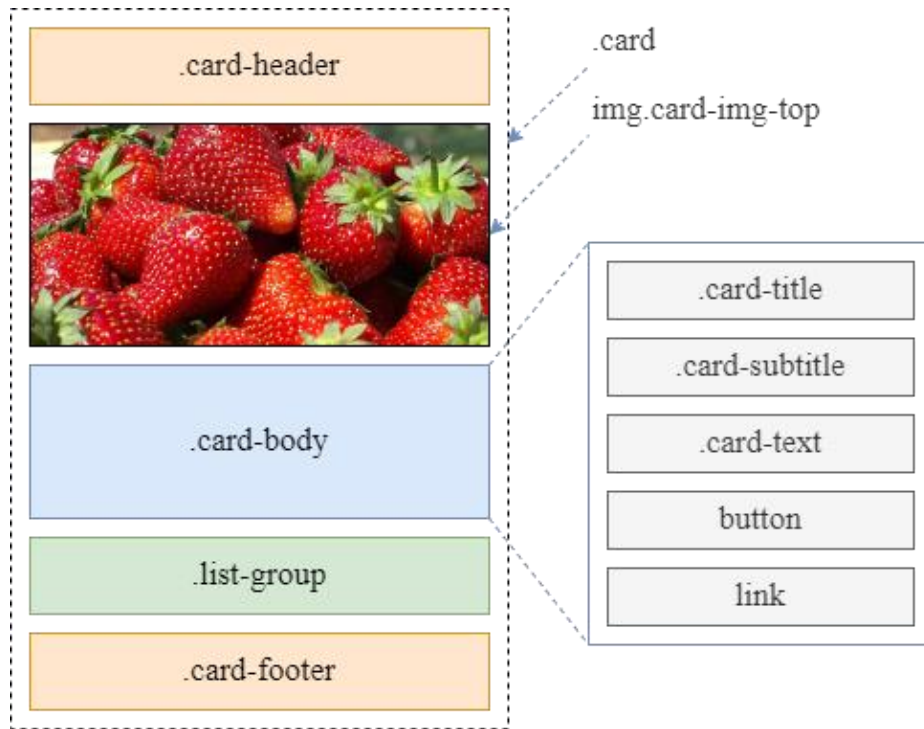 .card-header
.card
img.card-img-top
.card-body
.list-group
.card-footer
.card-title
.card-subtitle
.card-text
button
link